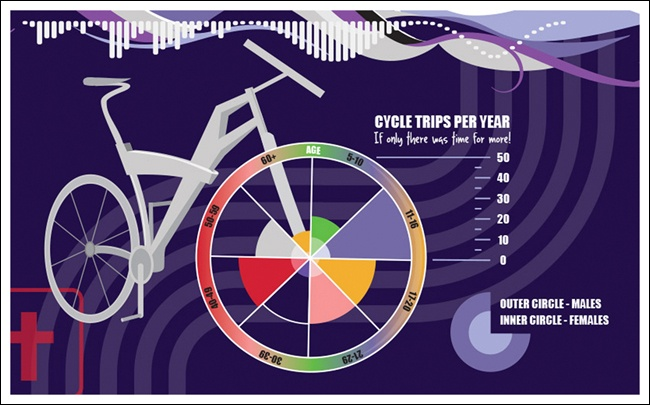 CYCLE TRIPS PER YEAR
If only there was time for more!
50
40
30
20
10
0
AGE
5-10
11-16
17-20
21-29
30-39
40-49
50-59
60+
OUTER CIRCLE - MALES
INNER CIRCLE - FEMALES